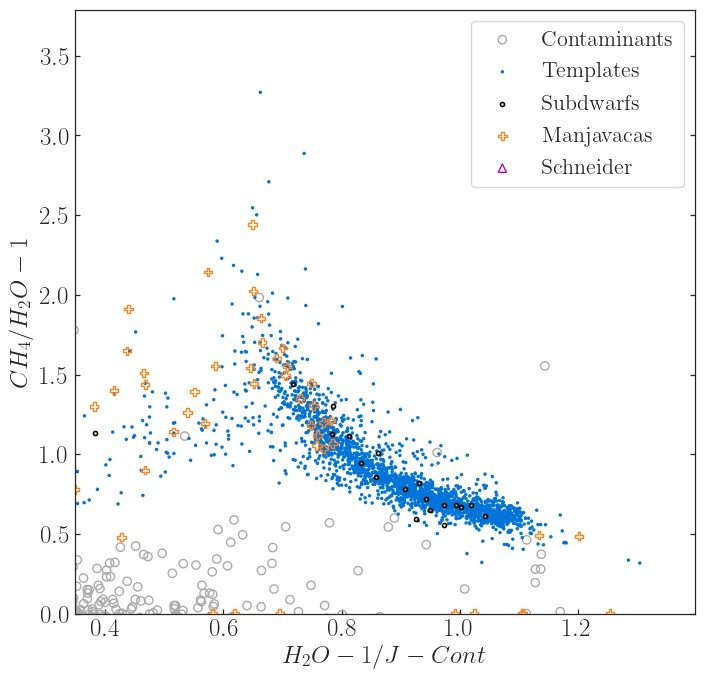 Contaminants
Templates
Subdwarfs
Manjavacas
Schneider
3.5
3.0
2.5
2.0
1.5
1.0
0.5
0.0
CH₄/H₂O − 1
0.4 0.6 0.8 1.0 1.2
H₂O − 1/J − Cont